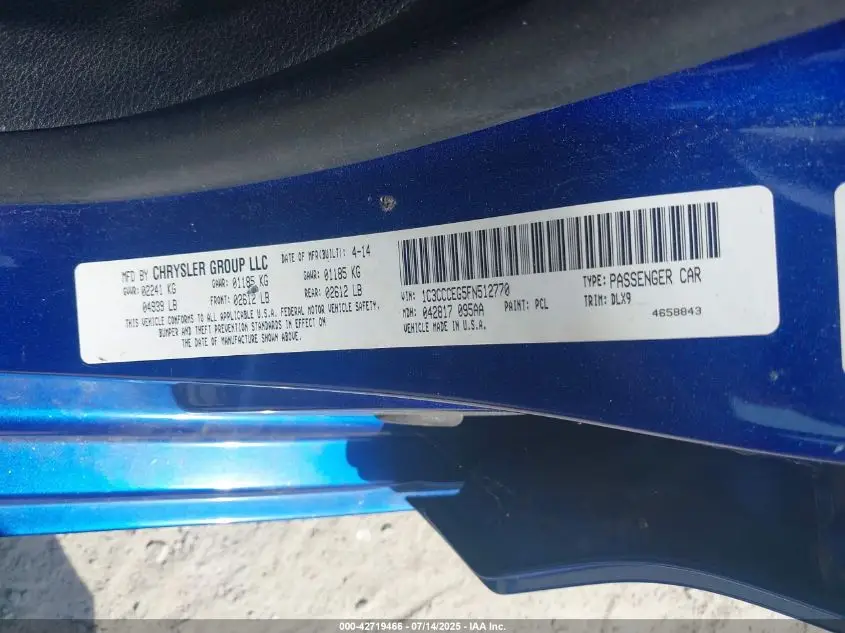 MFD BY CHRYSLER GROUP LLC DATE OF MFR(BUILT): 4-14
GVWR: 02241 KG GAWR: 01185 KG GAWR: 01185 KG
04939 LB FRONT: 02612 LB REAR: 02612 LB
THIS VEHICLE CONFORMS TO ALL APPLICABLE U.S.A. FEDERAL MOTOR VEHICLE SAFETY,
BUMPER AND THEFT PREVENTION STANDARDS IN EFFECT ON
THE DATE OF MANUFACTURE SHOWN ABOVE.
VIN: 1C3CCCEG5FN512770 TYPE: PASSENGER CAR
MDH: 042817 095AA PAINT: PCL TRIM: DLX9
VEHICLE MADE IN U.S.A. 4658843
000-42719466 - 07/14/2025 - IAA Inc.